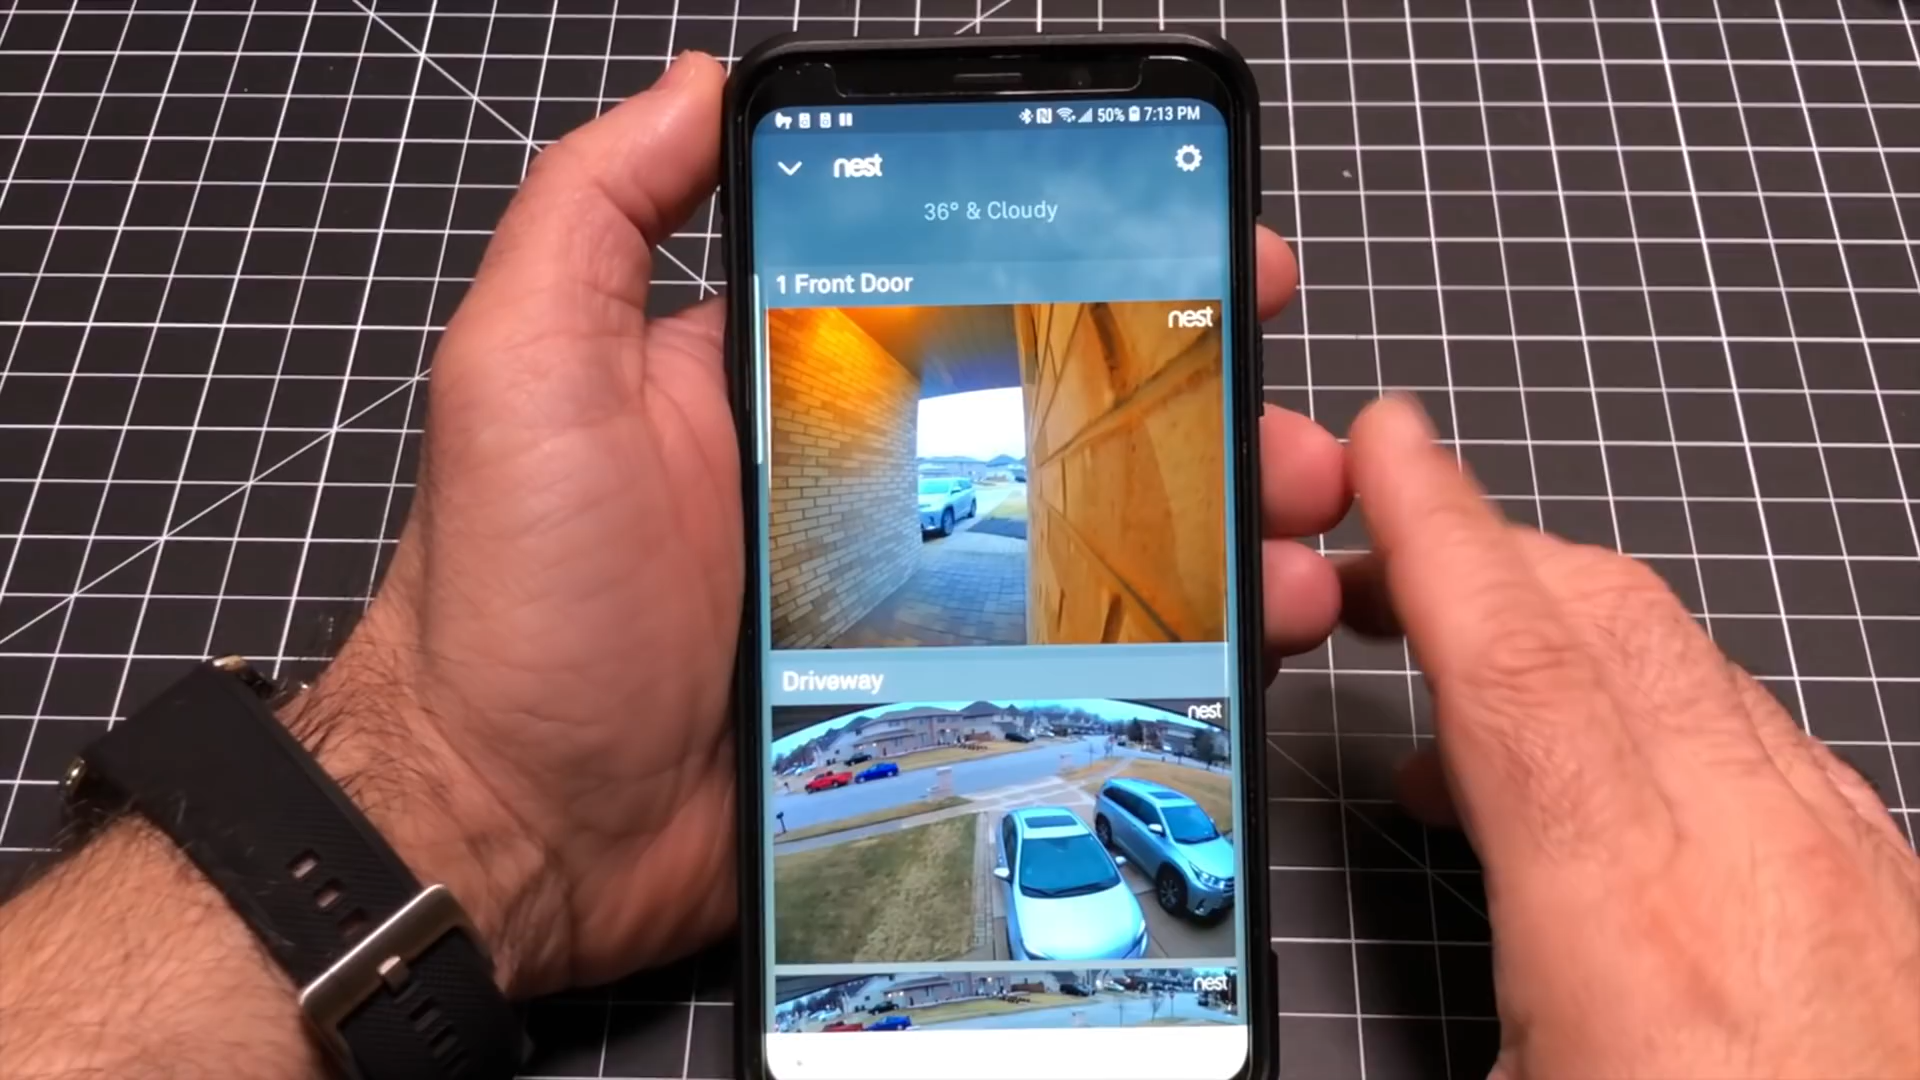 50% 7:13 PM
nest
36° & Cloudy
1 Front Door
nest
Driveway
nest
nest